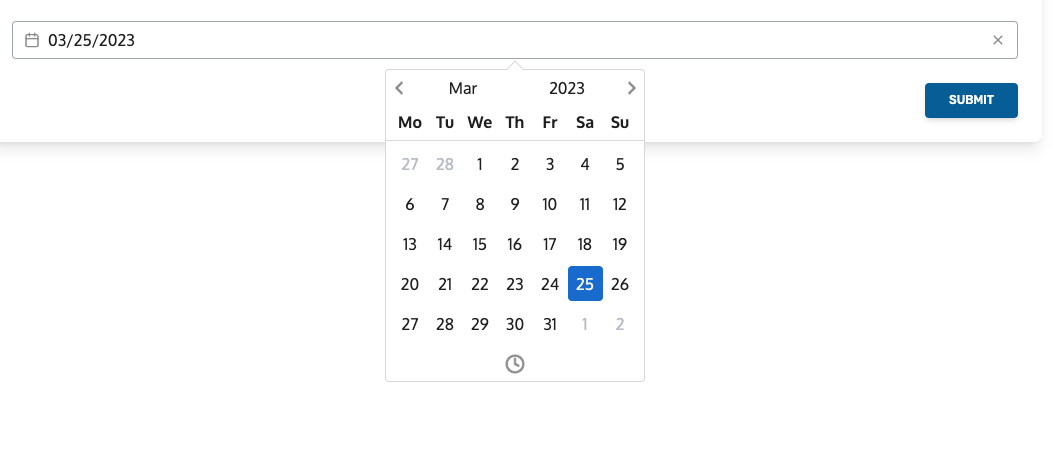 03/25/2023
Mar 2023
SUBMIT
Mo Tu We Th Fr Sa Su
27 28 1 2 3 4 5
6 7 8 9 10 11 12
13 14 15 16 17 18 19
20 21 22 23 24 25 26
27 28 29 30 31 1 2